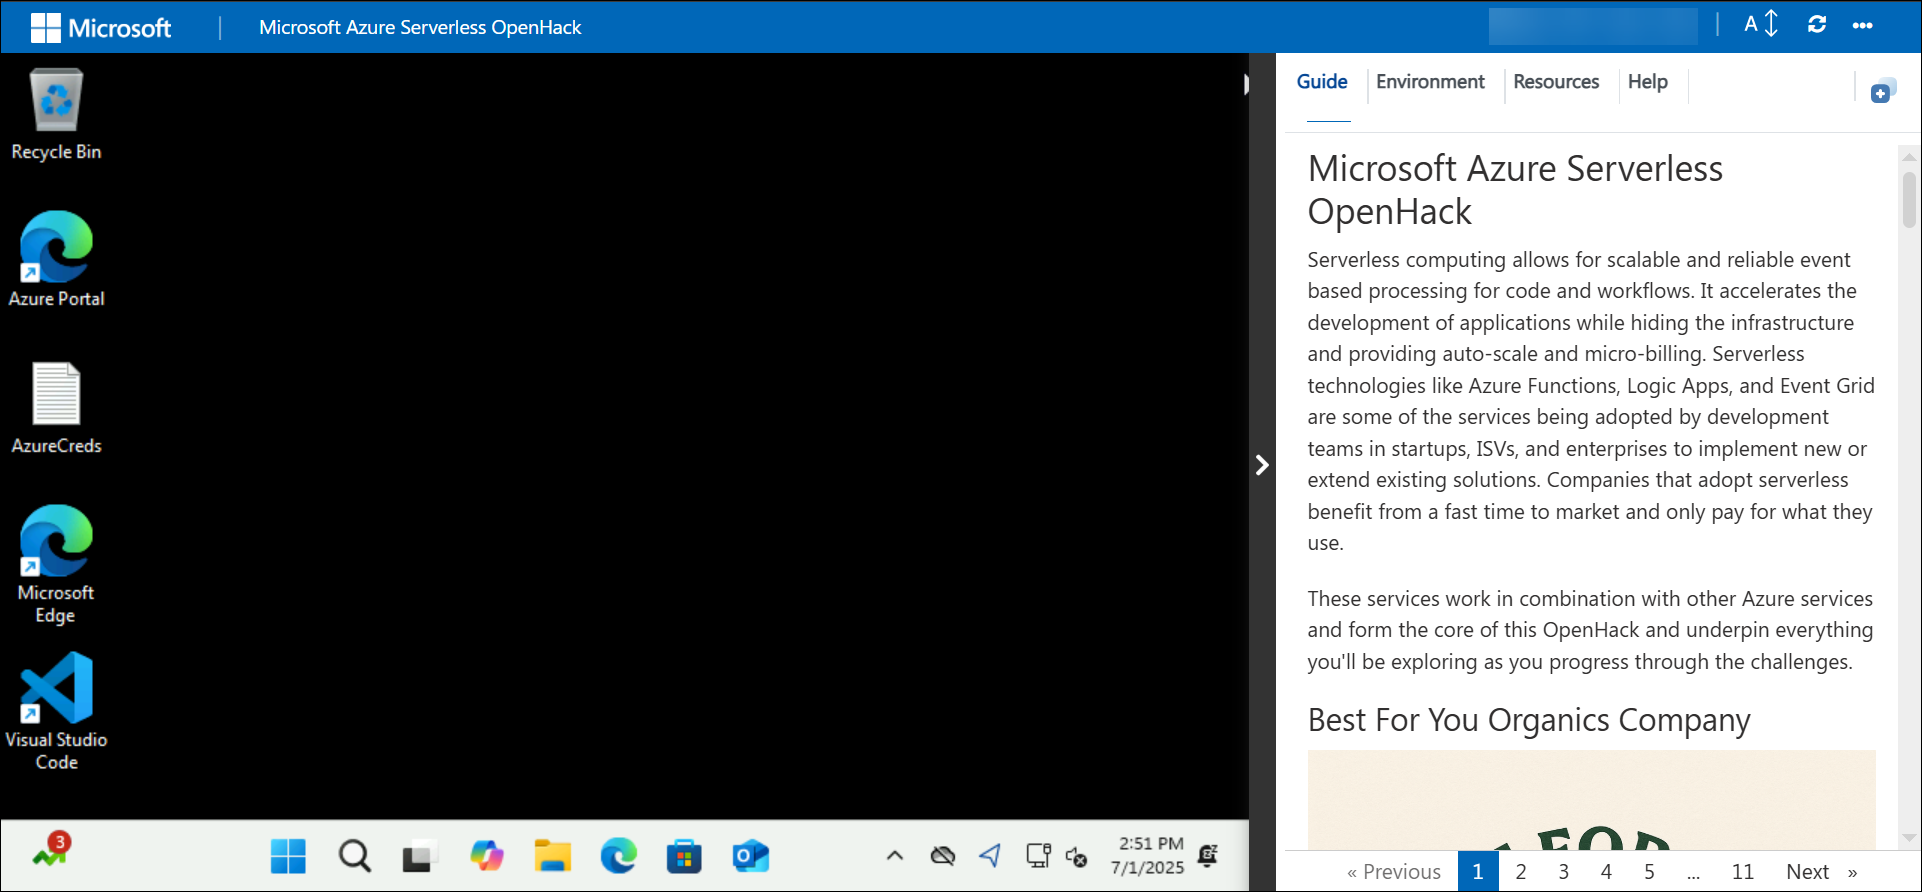 Microsoft
Microsoft Azure Serverless OpenHack
A
Recycle Bin
Azure Portal
AzureCreds
Microsoft
Edge
Visual Studio
Code
3
2:51 PM
7/1/2025
Guide
Environment
Resources
Help
Microsoft Azure Serverless
OpenHack
Serverless computing allows for scalable and reliable event
based processing for code and workflows. It accelerates the
development of applications while hiding the infrastructure
and providing auto-scale and micro-billing. Serverless
technologies like Azure Functions, Logic Apps, and Event Grid
are some of the services being adopted by development
teams in startups, ISVs, and enterprises to implement new or
extend existing solutions. Companies that adopt serverless
benefit from a fast time to market and only pay for what they
use.
These services work in combination with other Azure services
and form the core of this OpenHack and underpin everything
you'll be exploring as you progress through the challenges.
Best For You Organics Company
FOR
« Previous 1 2 3 4 5 ... 11 Next »